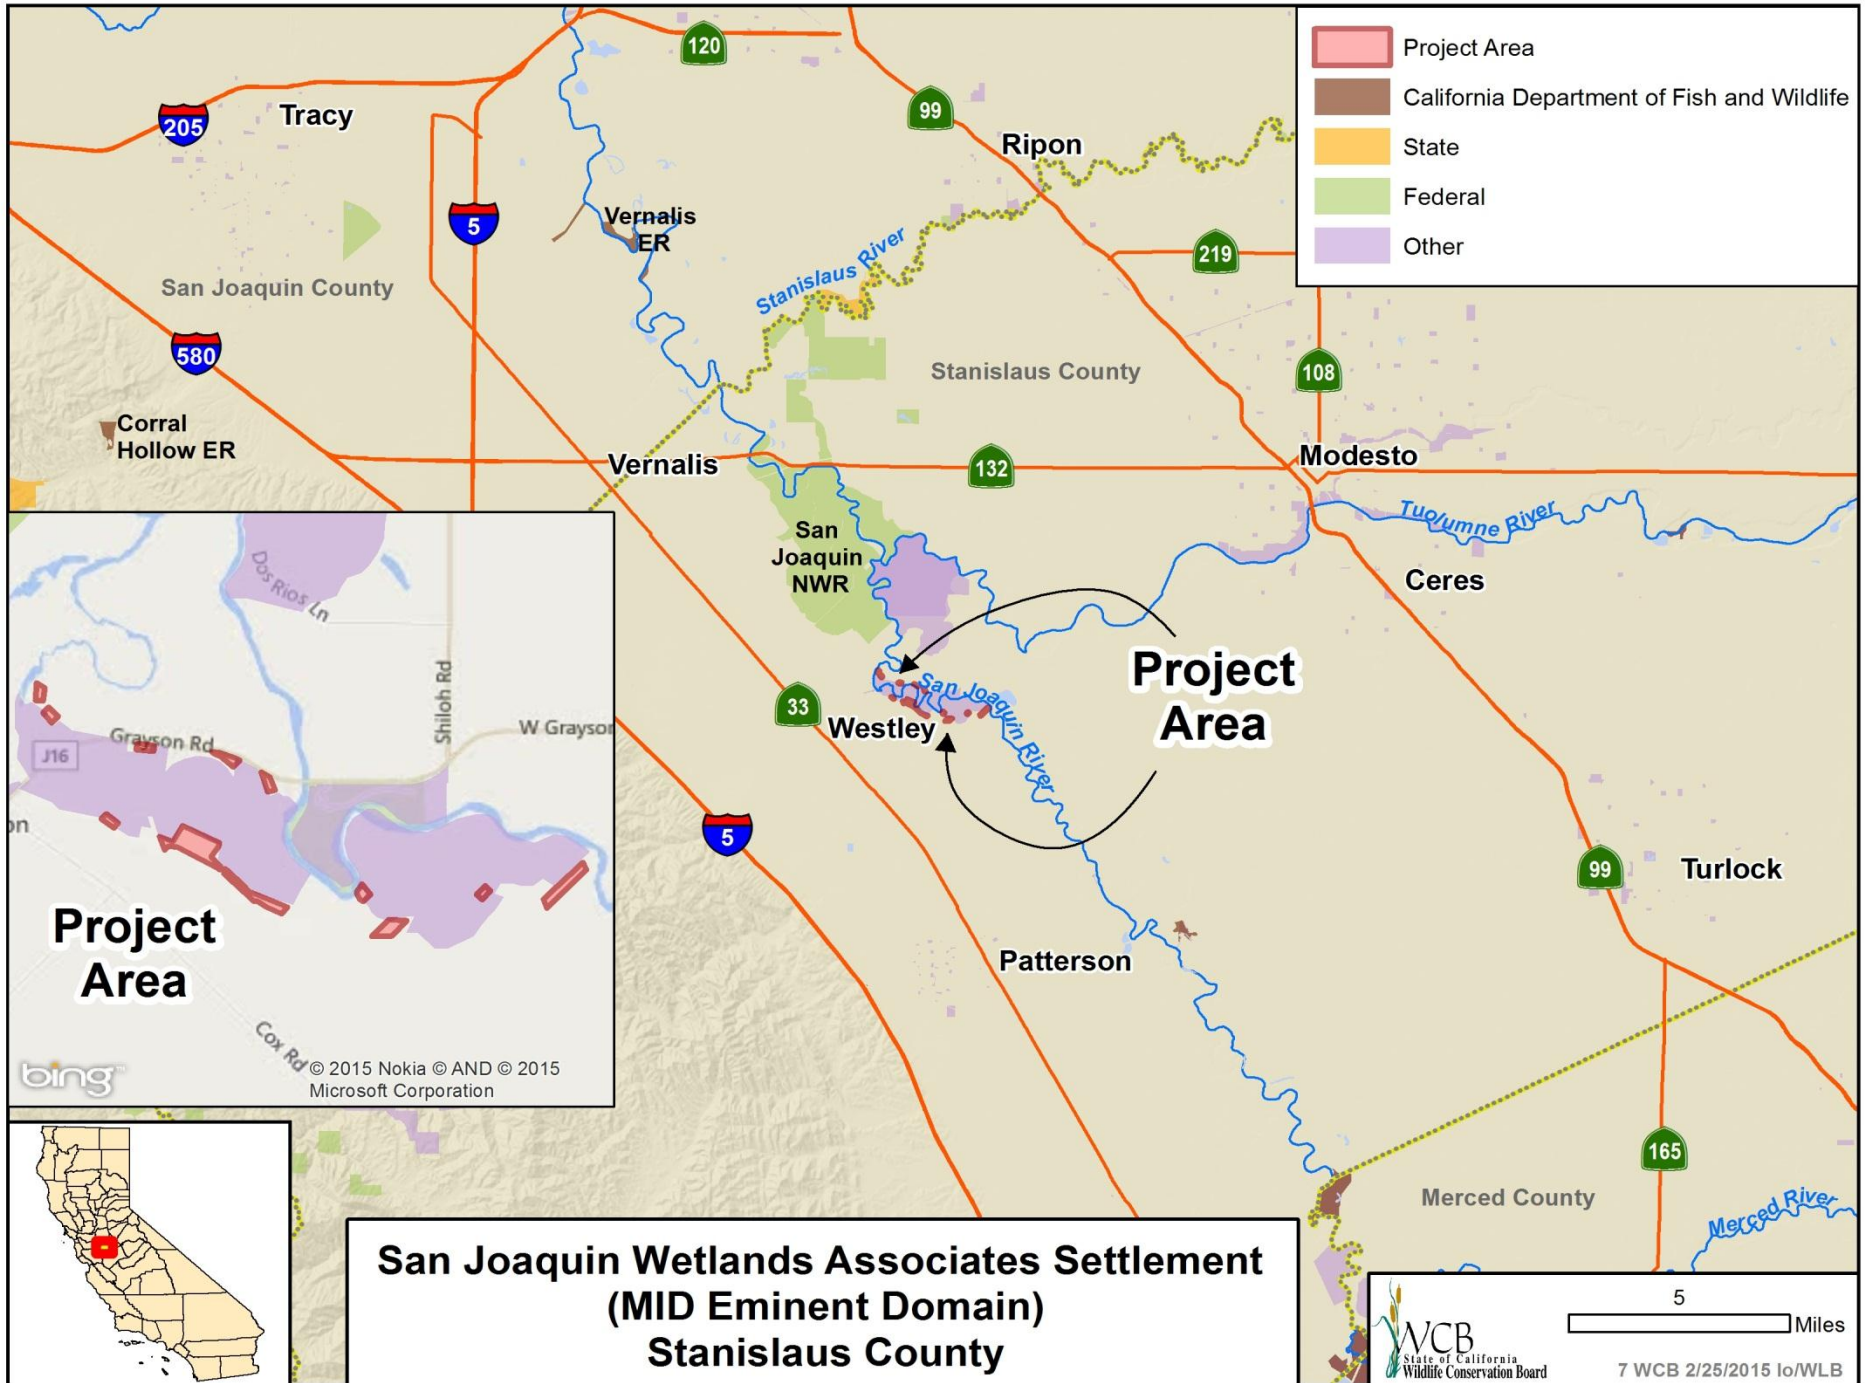 120
Project Area
California Department of Fish and Wildlife
State
Federal
Other
205
Tracy
99
Ripon
5
Vernalis
ER
Stanislaus River
219
San Joaquin County
580
Stanislaus County
108
Corral
Hollow ER
Vernalis
132
Modesto
Tuolumne River
San
Joaquin
NWR
Ceres
Dos Rios Ln
Shiloh Rd
Grayson Rd
W Grayson
J16
on
Project
Area
Cox Rd
bing™
© 2015 Nokia © AND © 2015
Microsoft Corporation
Project
Area
33
Westley
San Joaquin River
5
99
Turlock
Patterson
165
Merced County
Merced River
San Joaquin Wetlands Associates Settlement
(MID Eminent Domain)
Stanislaus County
WCB
State of California
Wildlife Conservation Board
5
Miles
7 WCB 2/25/2015 lo/WLB